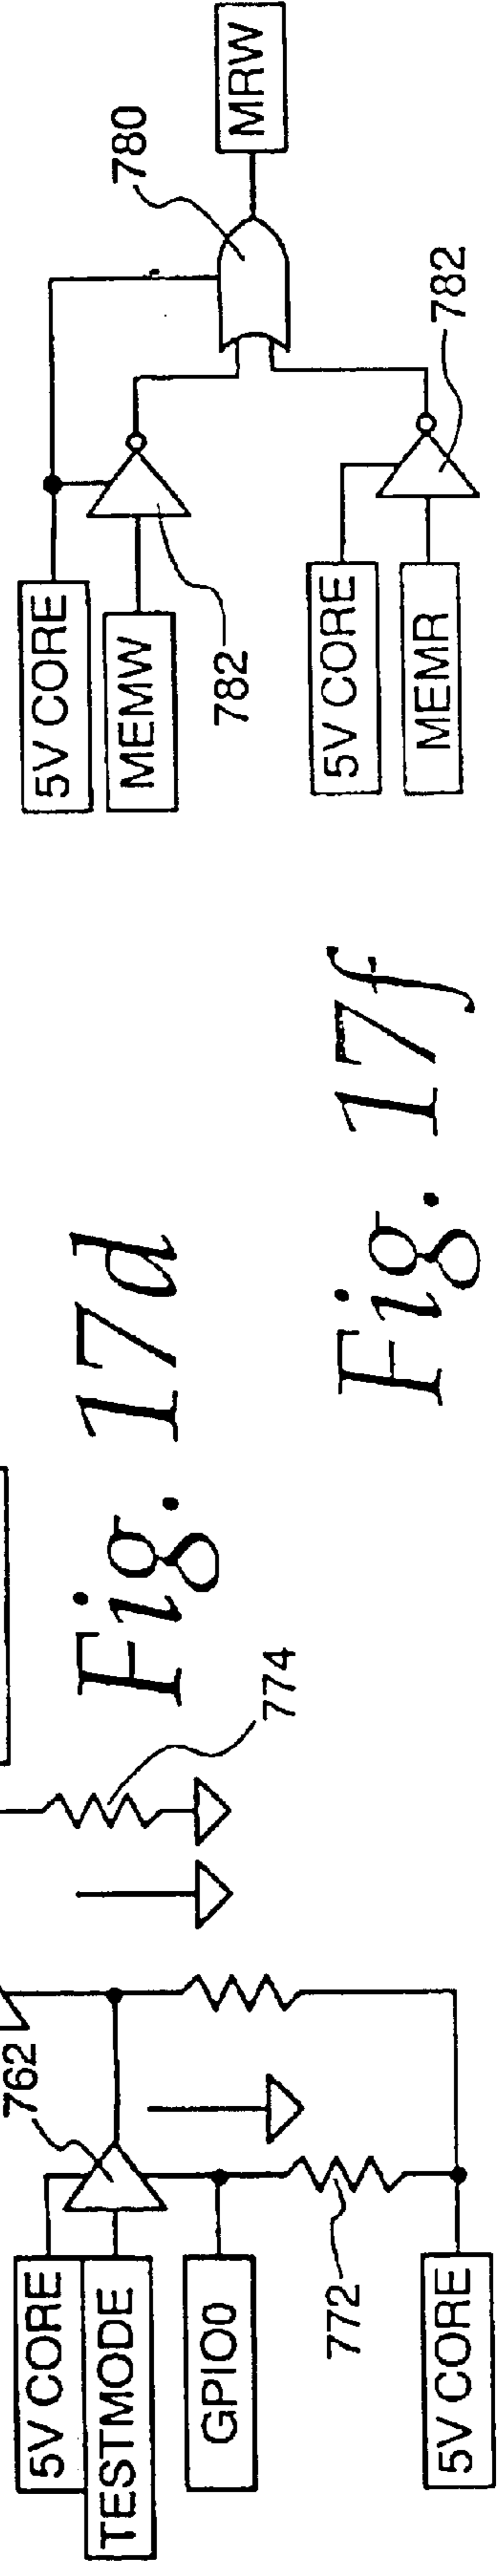 5V CORE
MEMW
782
780
MRW
5V CORE
MEMR
782
Fig. 17f
5V CORE
TESTMODE
762
GPIO0
772
5V CORE
774
Fig. 17d